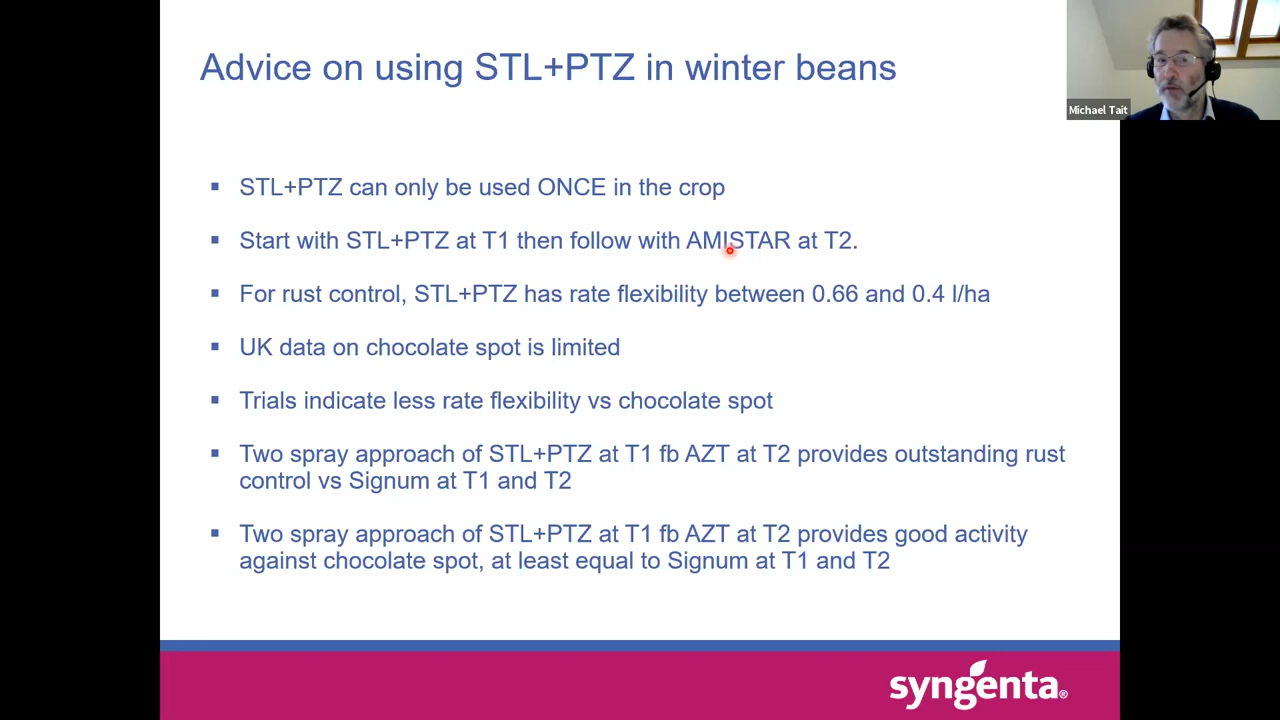 Advice on using STL+PTZ in winter beans
Michael Tait
▪ STL+PTZ can only be used ONCE in the crop
▪ Start with STL+PTZ at T1 then follow with AMISTAR at T2.
▪ For rust control, STL+PTZ has rate flexibility between 0.66 and 0.4 l/ha
▪ UK data on chocolate spot is limited
▪ Trials indicate less rate flexibility vs chocolate spot
▪ Two spray approach of STL+PTZ at T1 fb AZT at T2 provides outstanding rust
control vs Signum at T1 and T2
▪ Two spray approach of STL+PTZ at T1 fb AZT at T2 provides good activity
against chocolate spot, at least equal to Signum at T1 and T2
syngenta®